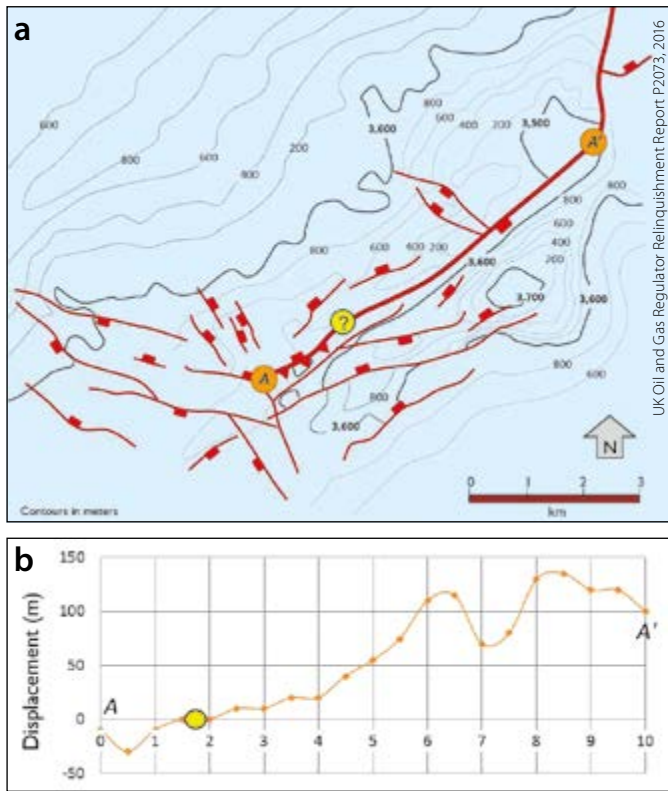 a
UK Oil and Gas Regulator Relinquishment Report P2073, 2016
600
800
600
400
200
3,600
800
600
400
200
3,500
A'
800
800
600
400
200
3,600
800
600
400
200
3,600
3,700
?
A
800
3,600
800
600
N
0 1 2 3
km
Contours in meters
b
Displacement (m)
150
100
50
0
-50
A
A'
0 1 2 3 4 5 6 7 8 9 10